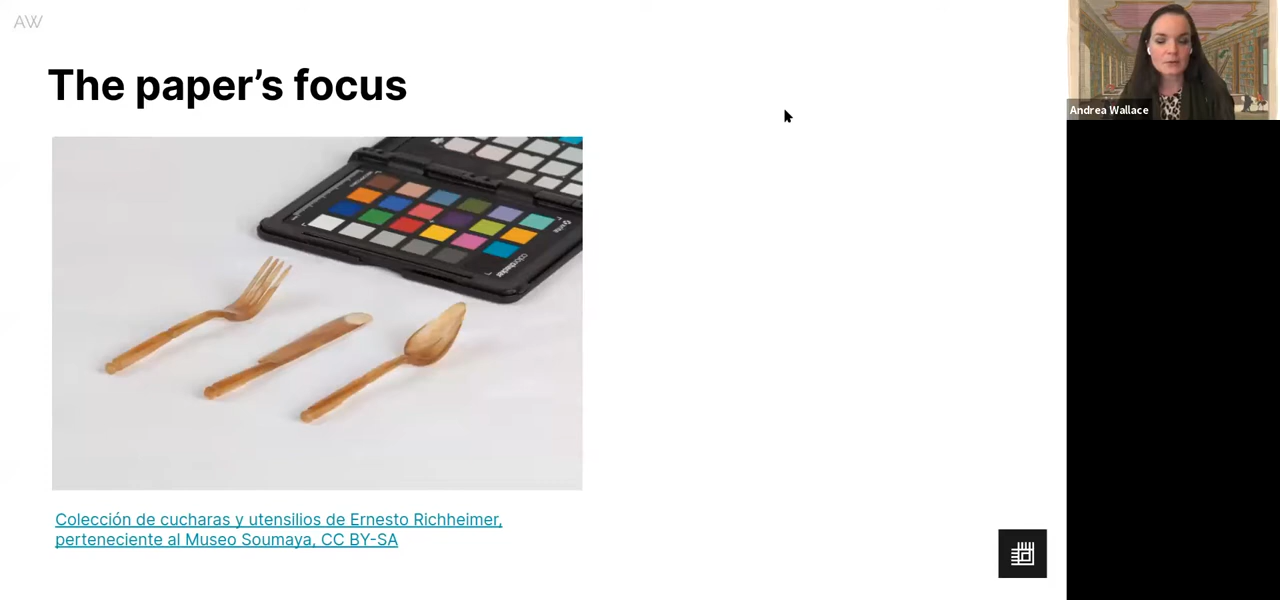 AW
The paper's focus
Andrea Wallace
Colección de cucharas y utensilios de Ernesto Richheimer,
perteneciente al Museo Soumaya, CC BY-SA